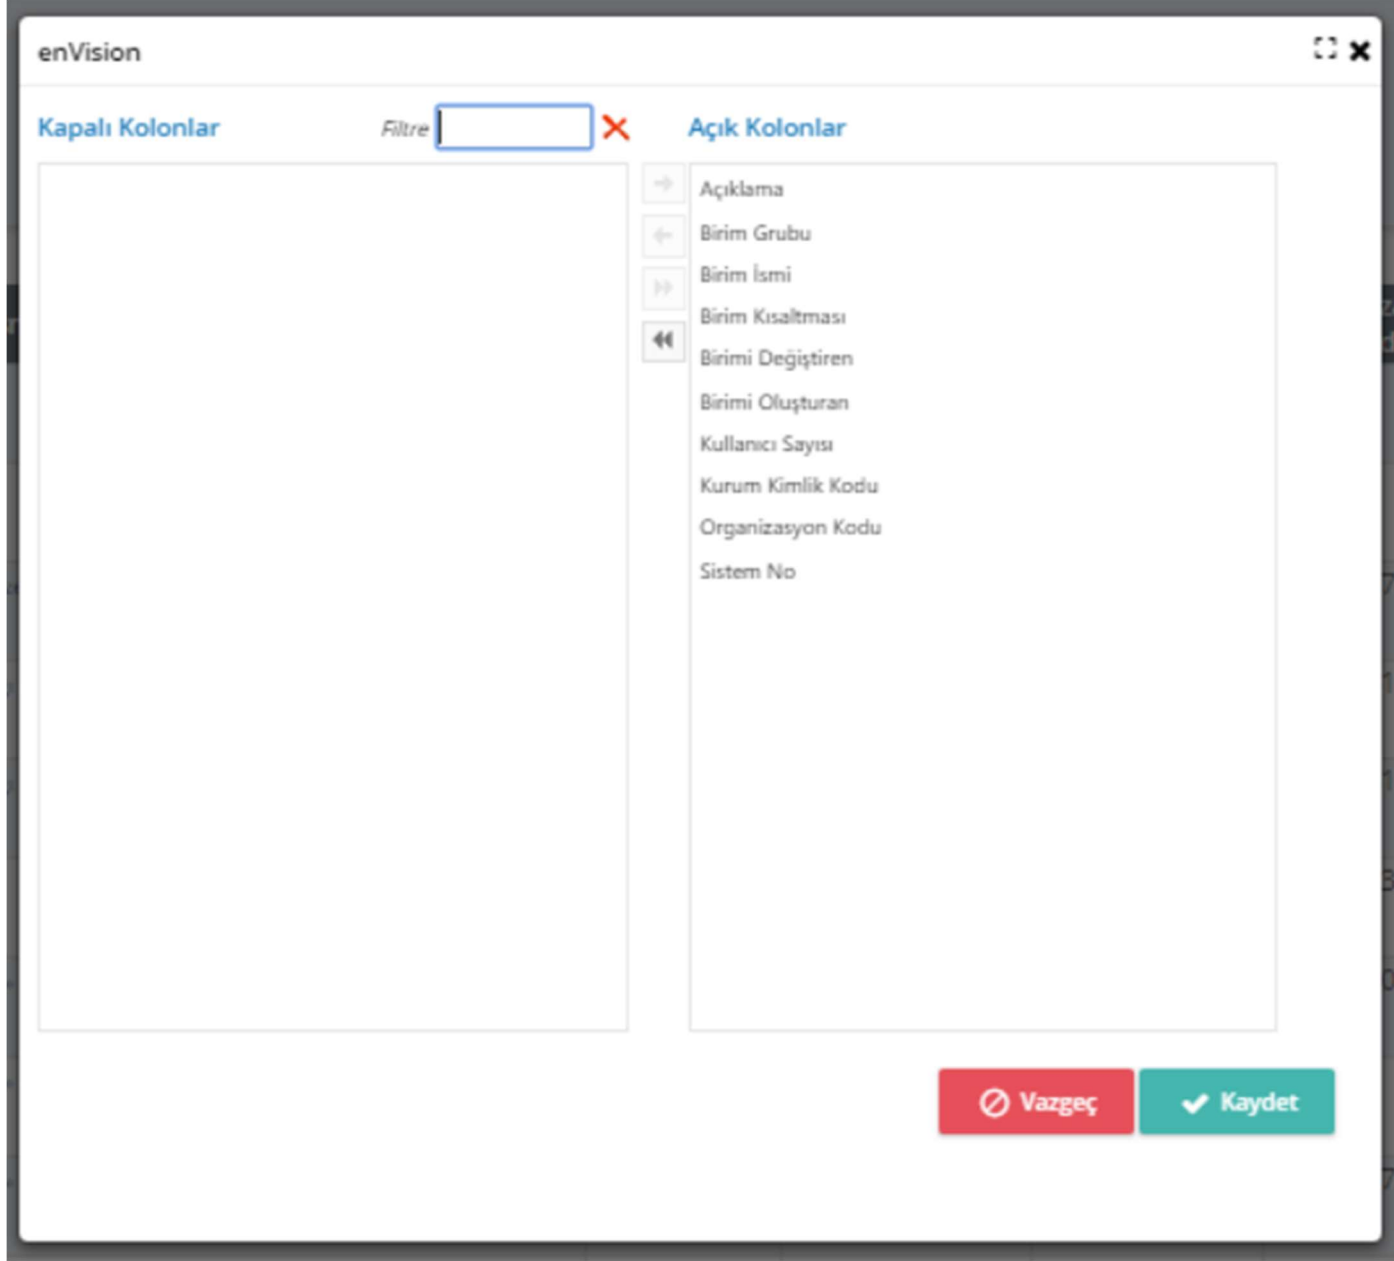 enVision
Kapalı Kolonlar
Filtre
Açık Kolonlar
Açıklama
Birim Grubu
Birim İsmi
Birim Kısaltması
Birimi Değiştiren
Birimi Oluşturan
Kullanıcı Sayısı
Kurum Kimlik Kodu
Organizasyon Kodu
Sistem No
Vazgeç
Kaydet